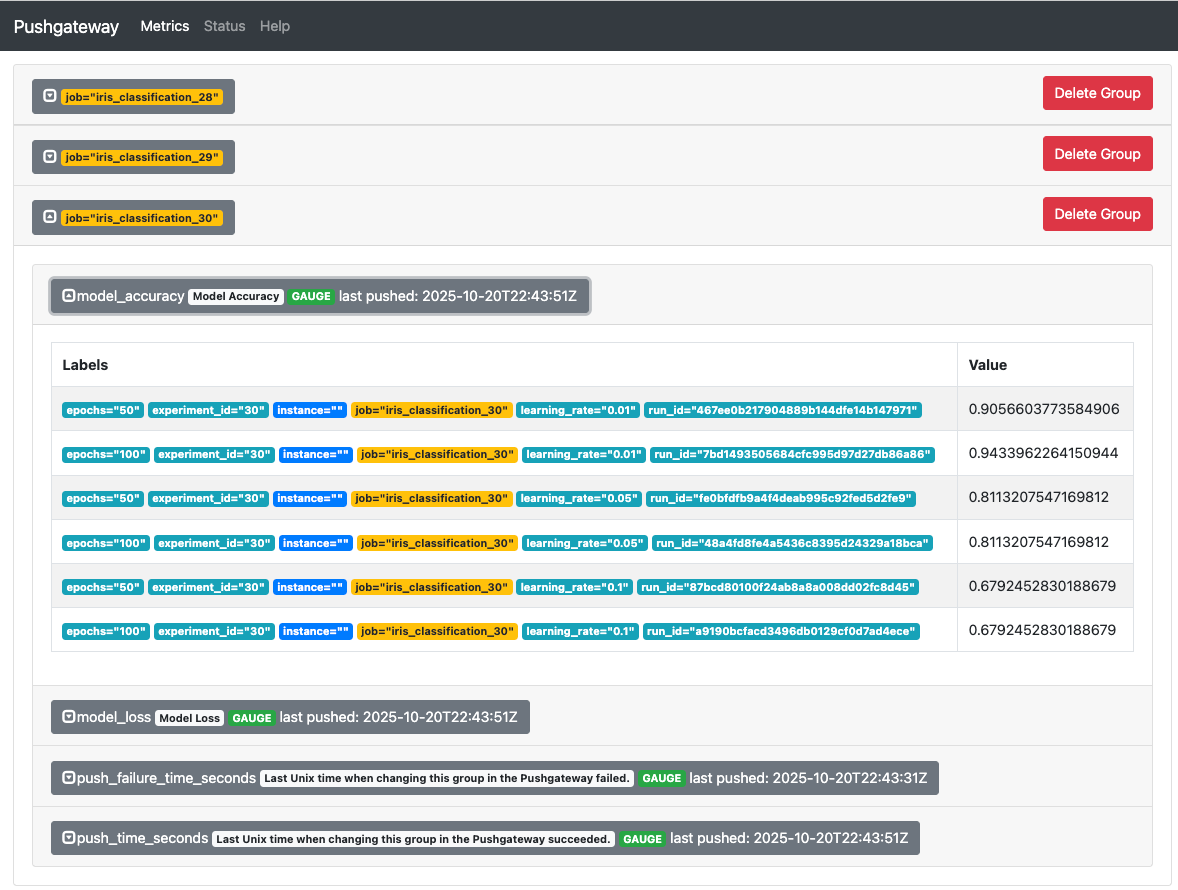 Pushgateway Metrics Status Help
job="iris_classification_28" Delete Group
job="iris_classification_29" Delete Group
job="iris_classification_30" Delete Group
model_accuracy Model Accuracy GAUGE last pushed: 2025-10-20T22:43:51Z
Labels Value
epochs="50" experiment_id="30" instance="" job="iris_classification_30" learning_rate="0.01" run_id="467ee0b217904889b144dfe14b147971" 0.9056603773584906
epochs="100" experiment_id="30" instance="" job="iris_classification_30" learning_rate="0.01" run_id="7bd1493505684cfc995d97d27db86a86" 0.9433962264150944
epochs="50" experiment_id="30" instance="" job="iris_classification_30" learning_rate="0.05" run_id="fe0bfdfb9a4f4deab995c92fed5d2fe9" 0.8113207547169812
epochs="100" experiment_id="30" instance="" job="iris_classification_30" learning_rate="0.05" run_id="48a4fd8fe4a5436c8395d24329a18bca" 0.8113207547169812
epochs="50" experiment_id="30" instance="" job="iris_classification_30" learning_rate="0.1" run_id="87bcd80100f24ab8a8a008dd02fc8d45" 0.6792452830188679
epochs="100" experiment_id="30" instance="" job="iris_classification_30" learning_rate="0.1" run_id="a9190bcfacd3496db0129cf0d7ad4ece" 0.6792452830188679
model_loss Model Loss GAUGE last pushed: 2025-10-20T22:43:51Z
push_failure_time_seconds Last Unix time when changing this group in the Pushgateway failed. GAUGE last pushed: 2025-10-20T22:43:31Z
push_time_seconds Last Unix time when changing this group in the Pushgateway succeeded. GAUGE last pushed: 2025-10-20T22:43:51Z